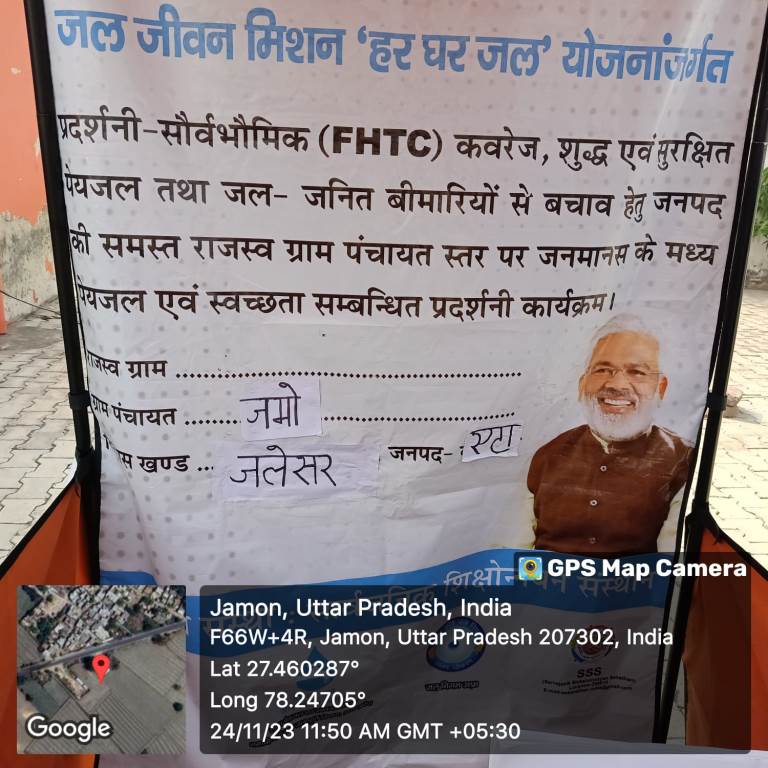 जल जीवन मिशन 'हर घर जल' योजनांर्जगत
प्रदर्शनी-सौर्वभौमिक (FHTC) कवरेज, शुद्ध एवं सुरक्षित
पेयजल तथा जल- जनित बीमारियों से बचाव हेतु जनपद
की समस्त राजस्व ग्राम पंचायत स्तर पर जनमानस के मध्य
पेयजल एवं स्वच्छता सम्बन्धित प्रदर्शनी कार्यक्रम।
राजस्व ग्राम ..................................................
ग्राम पंचायत ........ जमो ..............................
खण्ड ... जलेसर जनपद- एटा
GPS Map Camera
Jamon, Uttar Pradesh, India
F66W+4R, Jamon, Uttar Pradesh 207302, India
Lat 27.460287°
Long 78.24705°
24/11/23 11:50 AM GMT +05:30
Google
SSS